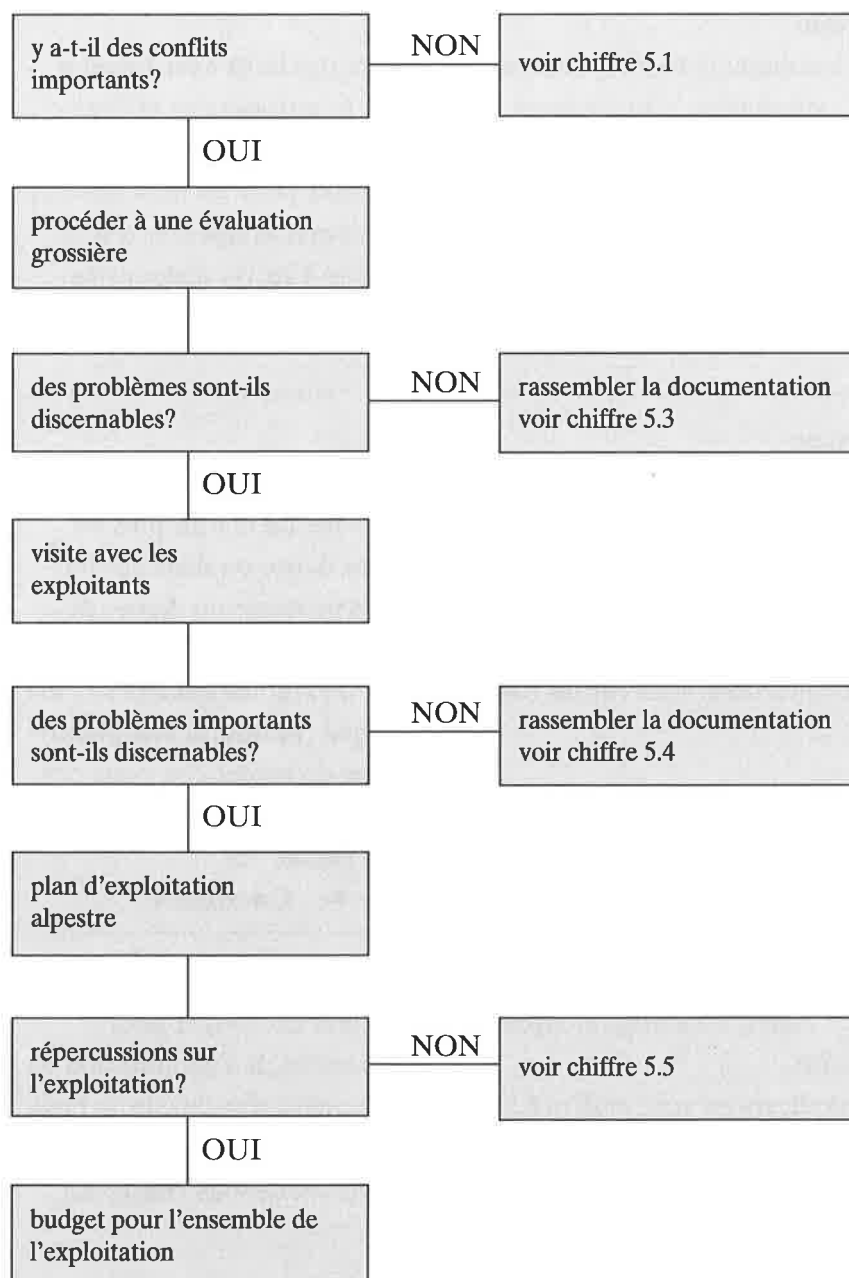 y a-t-il des conflits
importants?
NON
voir chiffre 5.1
OUI
procéder à une évaluation
grossière
des problèmes sont-ils
discernables?
NON
rassembler la documentation
voir chiffre 5.3
OUI
visite avec les
exploitants
des problèmes importants
sont-ils discernables?
NON
rassembler la documentation
voir chiffre 5.4
OUI
plan d'exploitation
alpestre
répercussions sur
l'exploitation?
NON
voir chiffre 5.5
OUI
budget pour l'ensemble de
l'exploitation